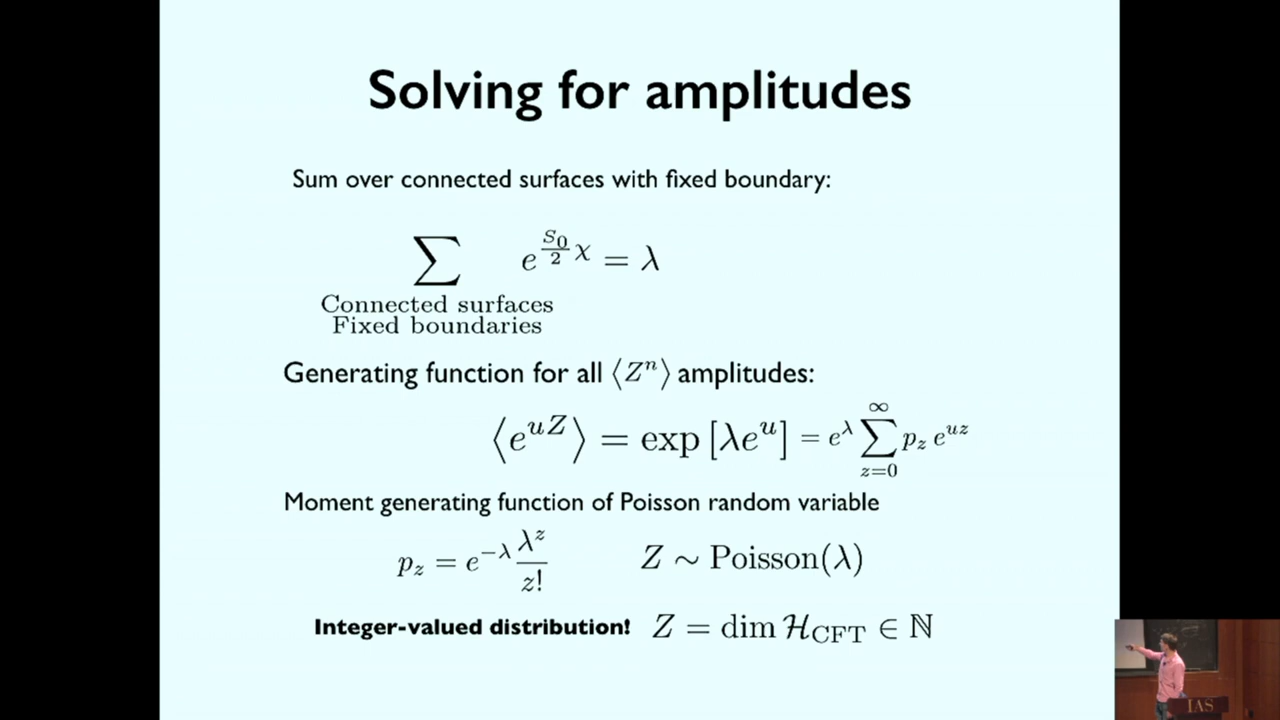 Solving for amplitudes
Sum over connected surfaces with fixed boundary:
∑ e^{\frac{S_0}{2}χ} = λ
Connected surfaces
Fixed boundaries
Generating function for all ⟨Z^n⟩ amplitudes:
⟨e^{uZ}⟩ = exp[λe^u] = e^λ ∑_{z=0}^{∞} p_z e^{uz}
Moment generating function of Poisson random variable
p_z = e^{-λ} \frac{λ^z}{z!} Z ∼ Poisson(λ)
Integer-valued distribution! Z = dim ℋ_{CFT} ∈ ℕ
IAS